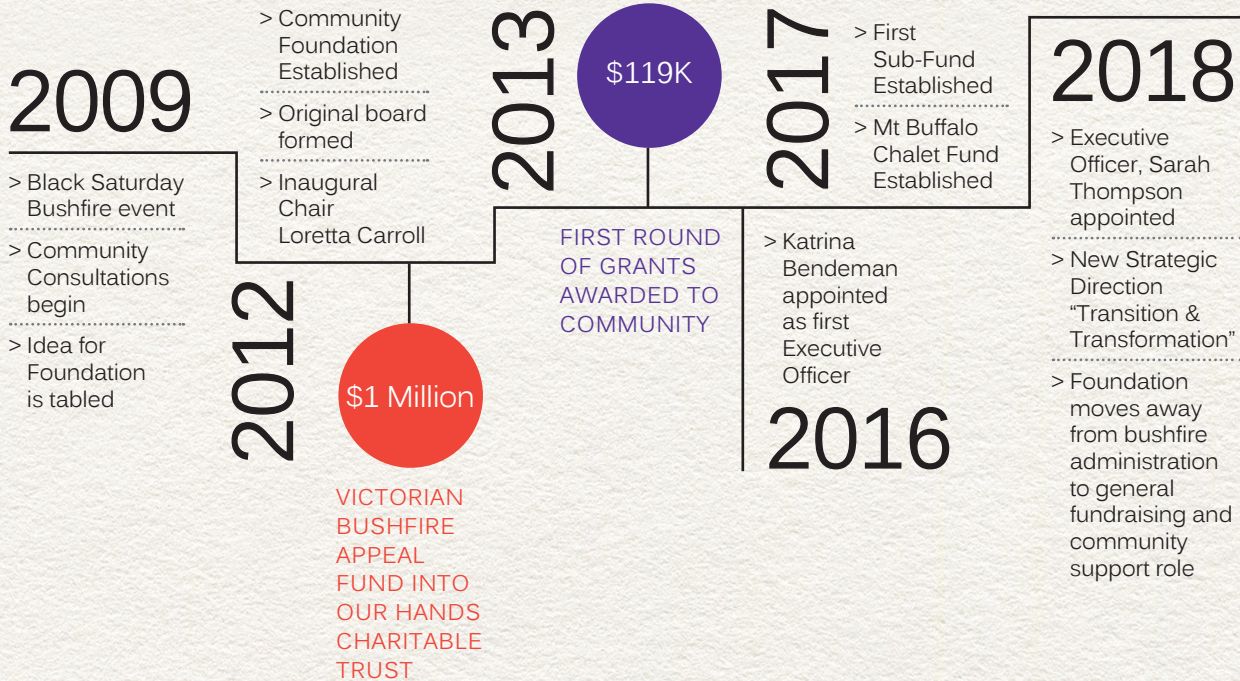 2009
> Black Saturday
Bushfire event
> Community
Consultations
begin
> Idea for
Foundation
is tabled
2012
> Community
Foundation
Established
> Original board
formed
> Inaugural
Chair
Loretta Carroll
$1 Million
VICTORIAN
BUSHFIRE
APPEAL
FUND INTO
OUR HANDS
CHARITABLE
TRUST
2013
$119K
FIRST ROUND
OF GRANTS
AWARDED TO
COMMUNITY
> Katrina
Bendeman
appointed
as first
Executive
Officer
2016
2017
> First
Sub-Fund
Established
> Mt Buffalo
Chalet Fund
Established
2018
> Executive
Officer, Sarah
Thompson
appointed
> New Strategic
Direction
“Transition &
Transformation”
> Foundation
moves away
from bushfire
administration
to general
fundraising and
community
support role